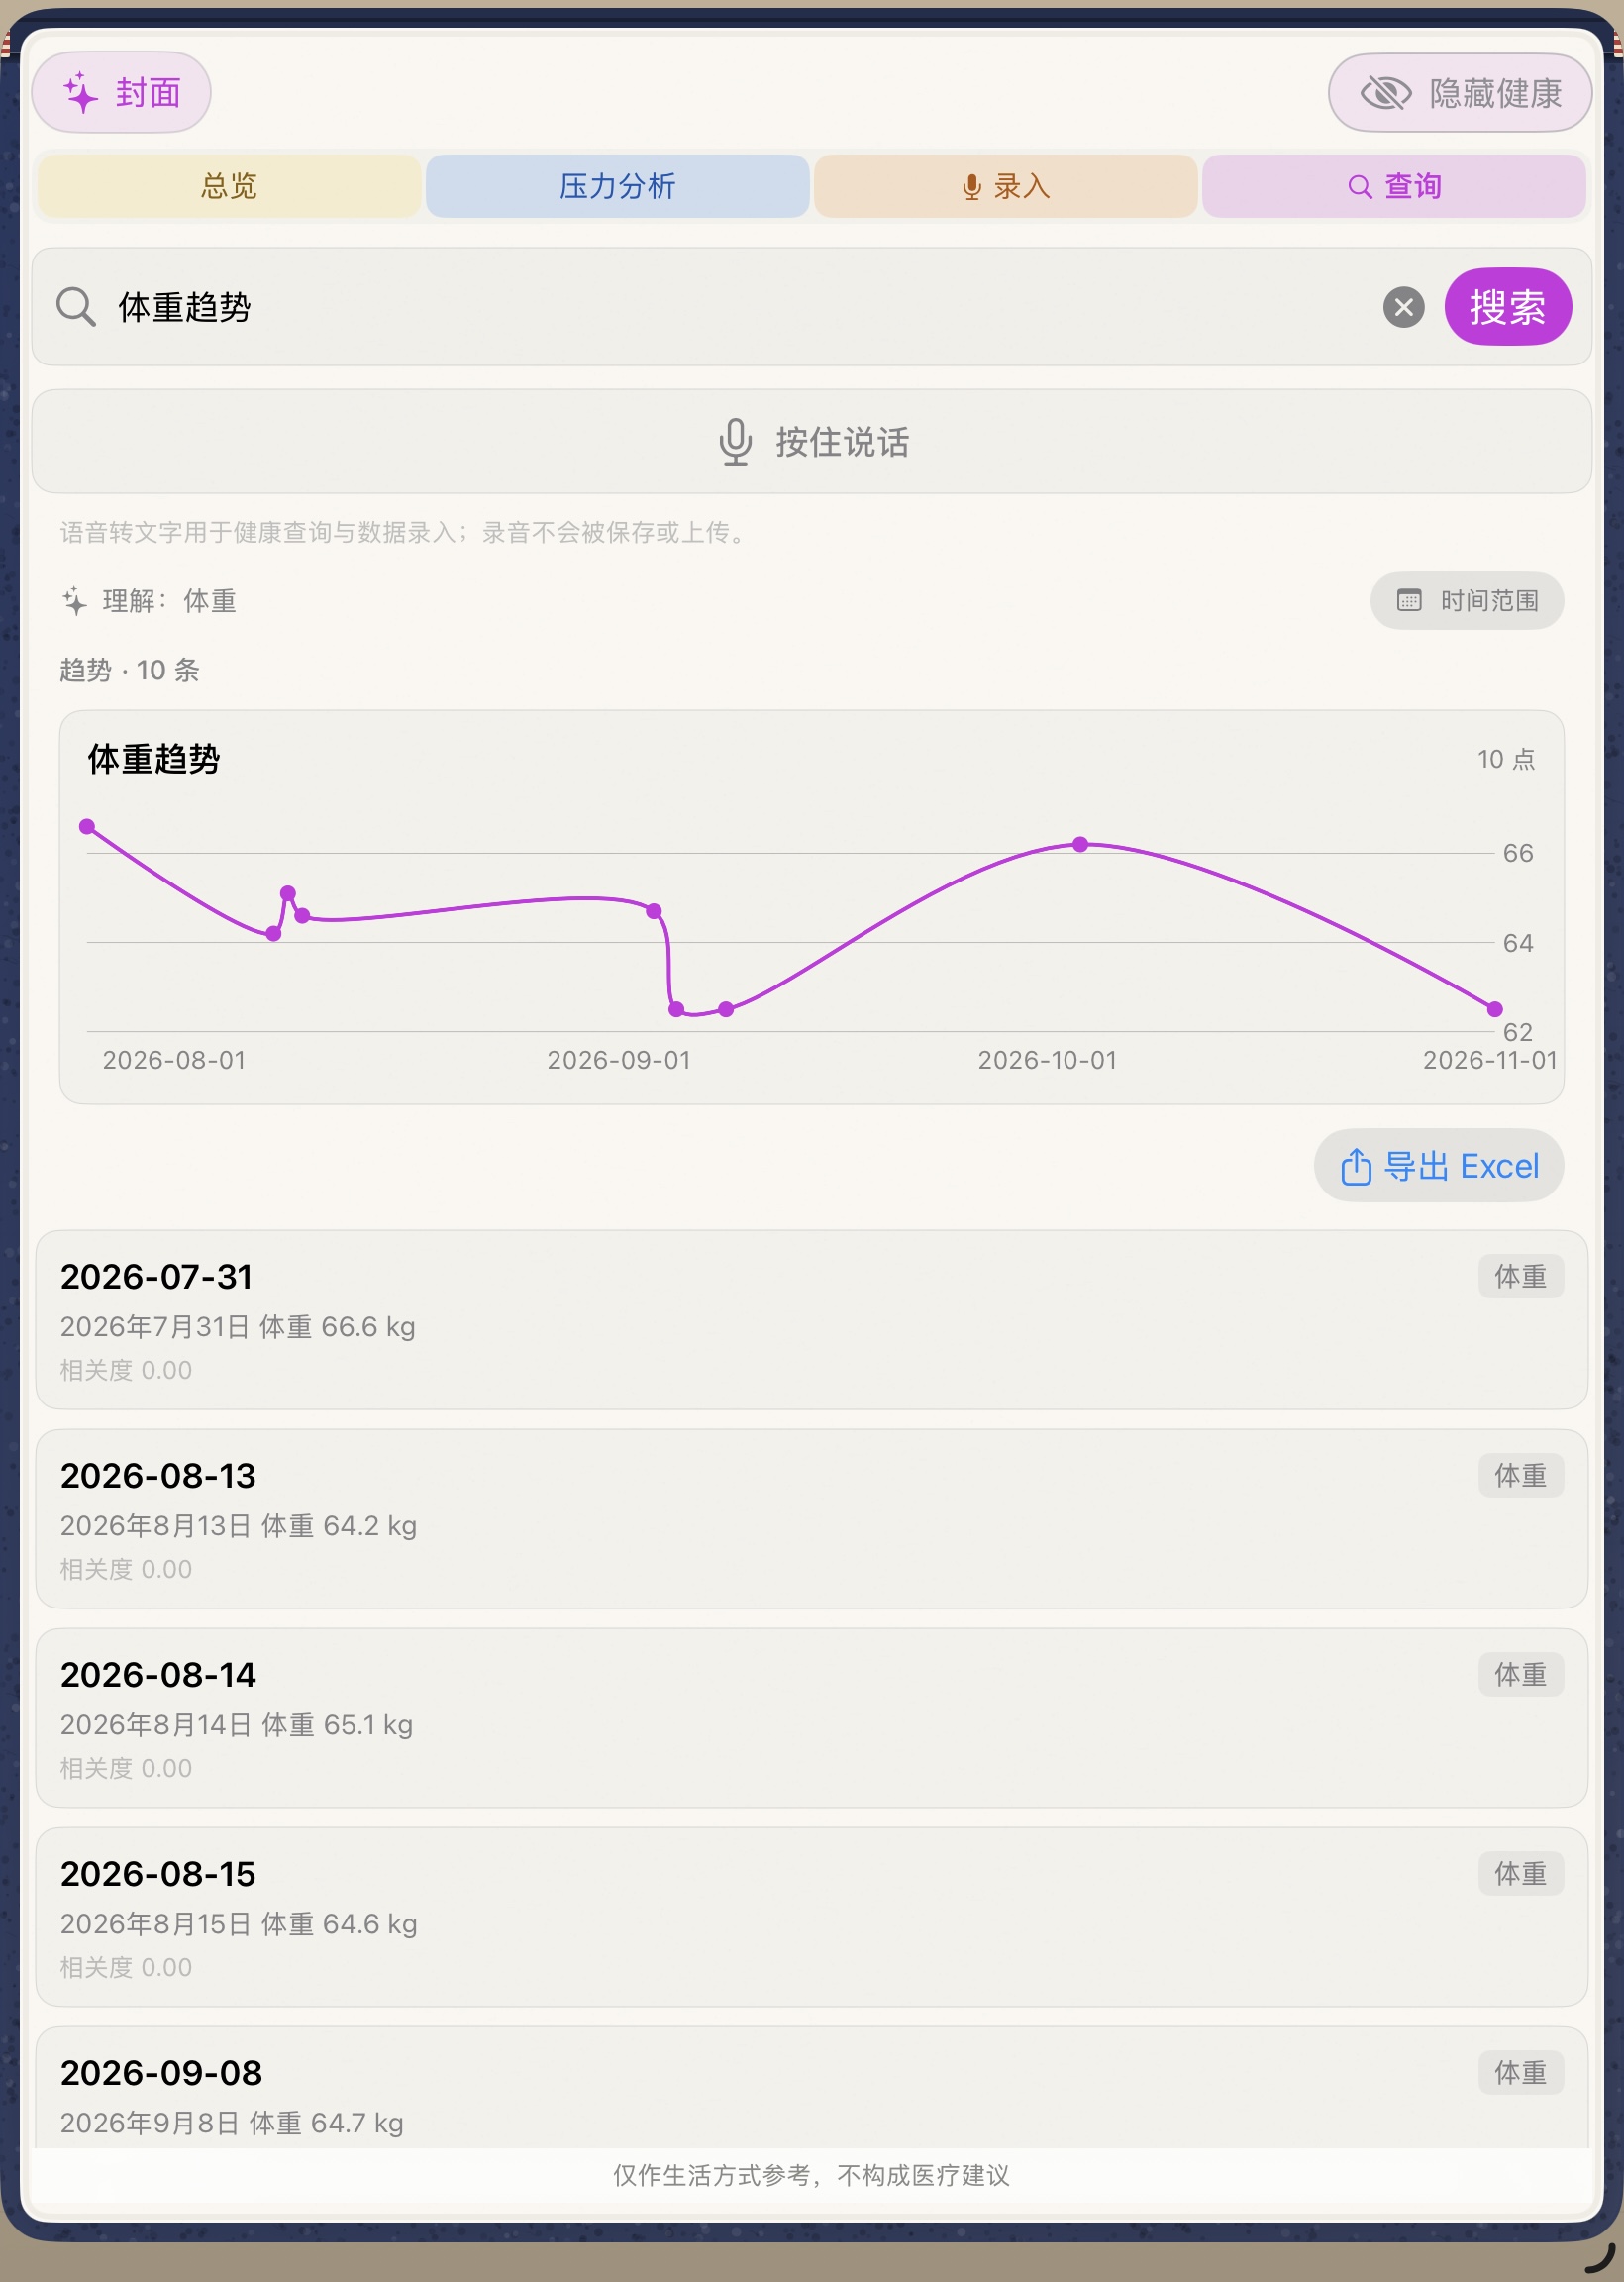 封面
隐藏健康
总览
压力分析
录入
查询
体重趋势
搜索
按住说话
语音转文字用于健康查询与数据录入；录音不会被保存或上传。
理解：体重
时间范围
趋势 · 10 条
体重趋势
10 点
66
64
62
2026-08-01
2026-09-01
2026-10-01
2026-11-01
导出 Excel
2026-07-31
体重
2026年7月31日 体重 66.6 kg
相关度 0.00
2026-08-13
体重
2026年8月13日 体重 64.2 kg
相关度 0.00
2026-08-14
体重
2026年8月14日 体重 65.1 kg
相关度 0.00
2026-08-15
体重
2026年8月15日 体重 64.6 kg
相关度 0.00
2026-09-08
体重
2026年9月8日 体重 64.7 kg
仅作生活方式参考，不构成医疗建议